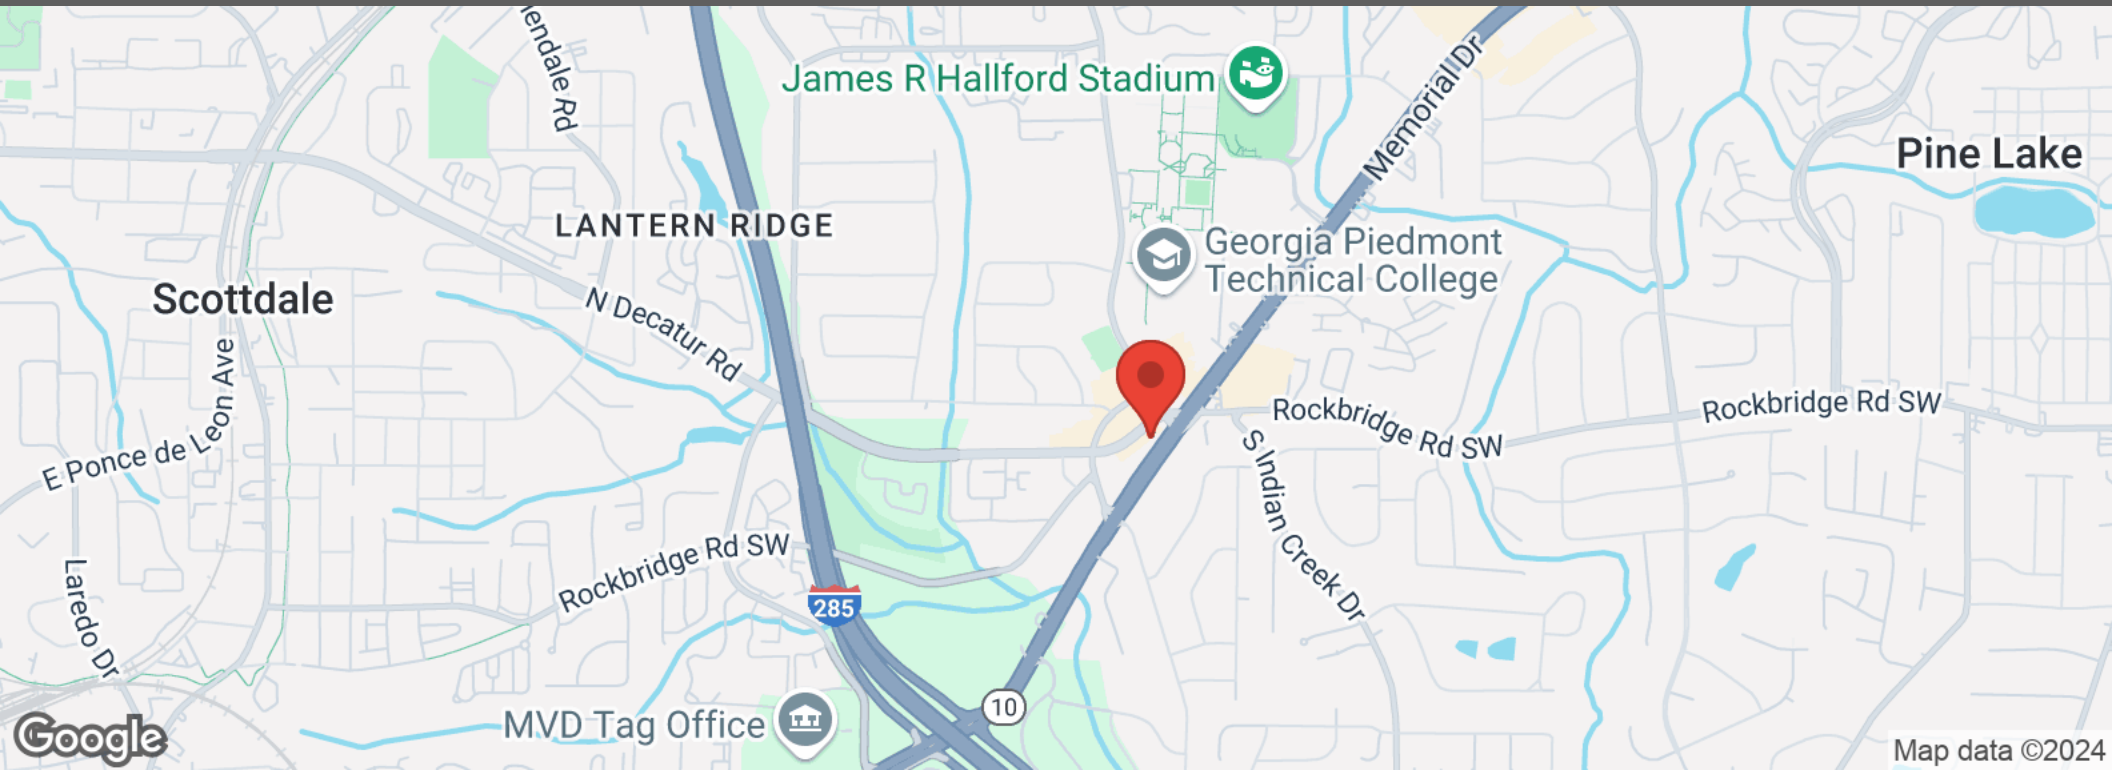 James R Hallford Stadium
Memorial Dr
Pine Lake
LANTERN RIDGE
Georgia Piedmont
Technical College
Scottdale
N Decatur Rd
E Ponce de Leon Ave
Rockbridge Rd SW
Rockbridge Rd SW
S Indian Creek Dr
Rockbridge Rd SW
Laredo Dr
285
10
MVD Tag Office
Google
Map data ©2024